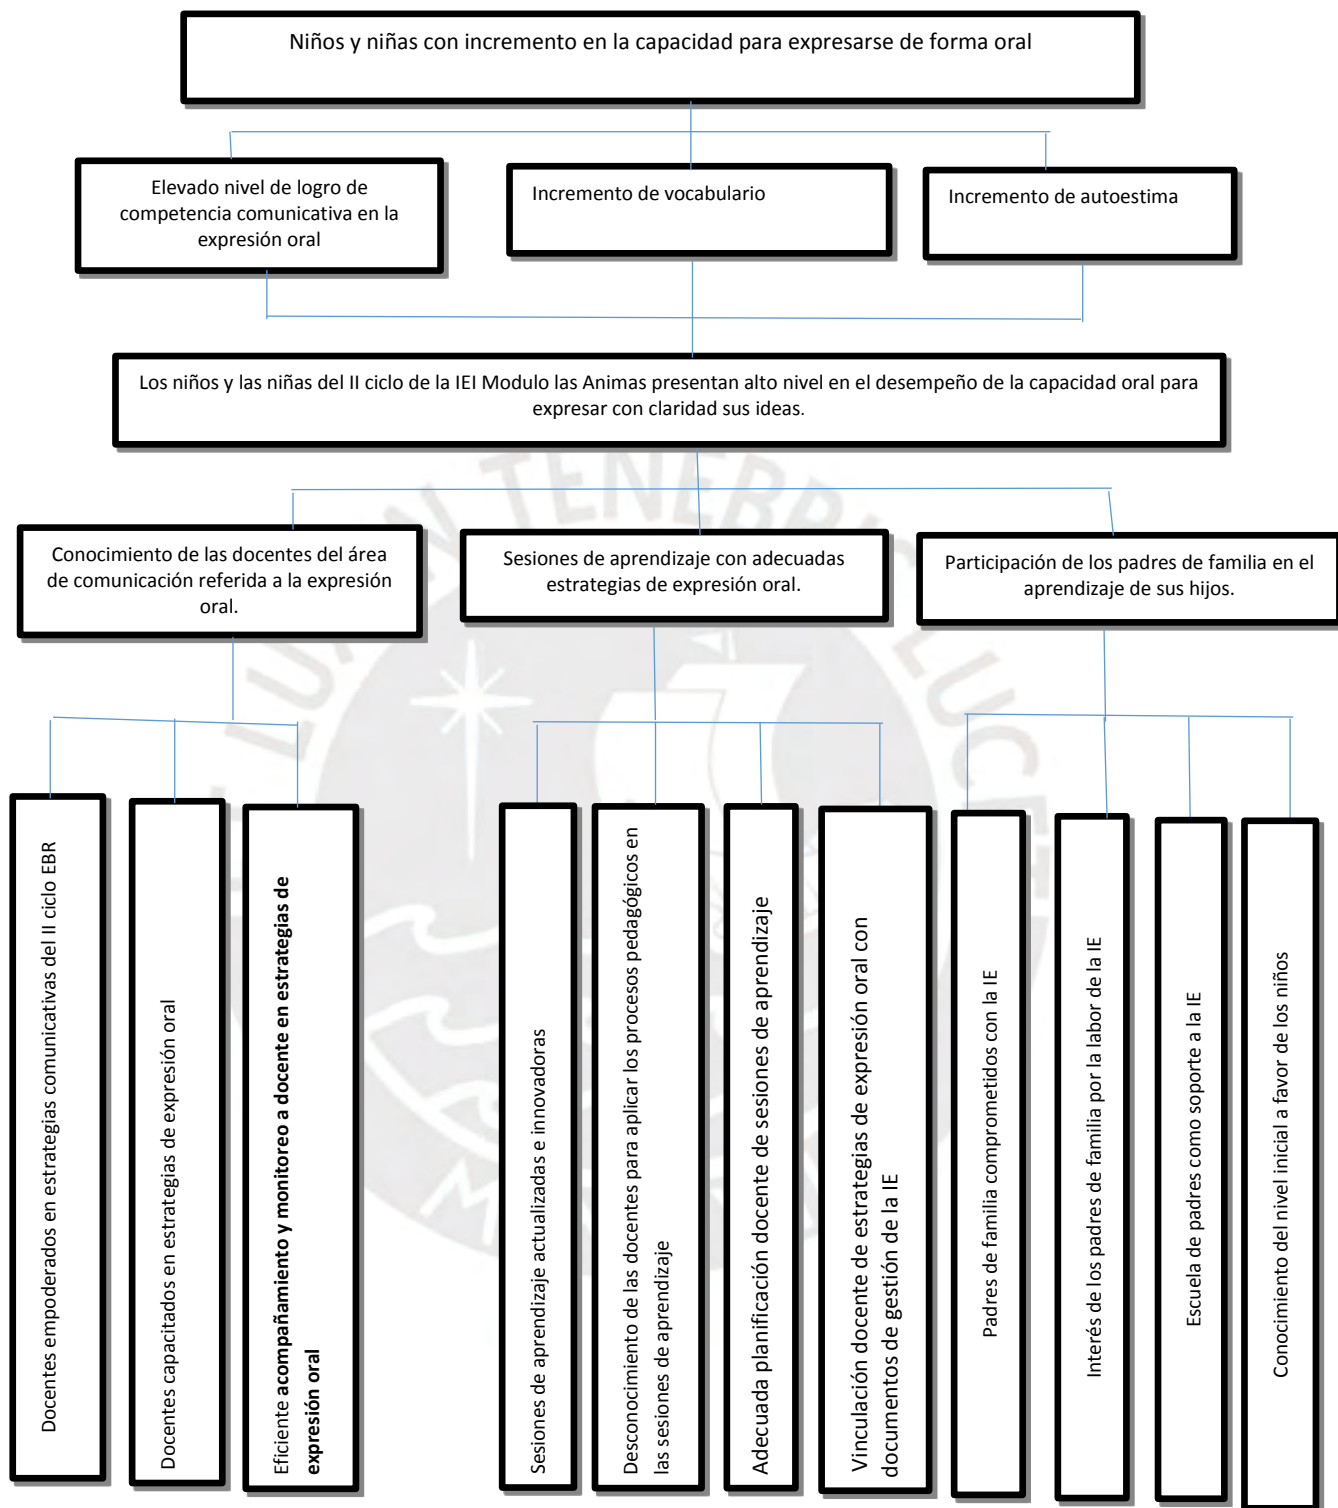 Niños y niñas con incremento en la capacidad para expresarse de forma oral
Elevado nivel de logro de
competencia comunicativa en la
expresión oral
Incremento de vocabulario
Incremento de autoestima
Los niños y las niñas del II ciclo de la IEI Modulo las Animas presentan alto nivel en el desempeño de la capacidad oral para
expresar con claridad sus ideas.
Conocimiento de las docentes del área
de comunicación referida a la expresión
oral.
Sesiones de aprendizaje con adecuadas
estrategias de expresión oral.
Participación de los padres de familia en el
aprendizaje de sus hijos.
Docentes empoderados en estrategias comunicativas del II ciclo EBR
Docentes capacitados en estrategias de expresión oral
Eficiente acompañamiento y monitoreo a docente en estrategias de
expresión oral
Sesiones de aprendizaje actualizadas e innovadoras
Desconocimiento de las docentes para aplicar los procesos pedagógicos en
las sesiones de aprendizaje
Adecuada planificación docente de sesiones de aprendizaje
Vinculación docente de estrategias de expresión oral con
documentos de gestión de la IE
Padres de familia comprometidos con la IE
Interés de los padres de familia por la labor de la IE
Escuela de padres como soporte a la IE
Conocimiento del nivel inicial a favor de los niños